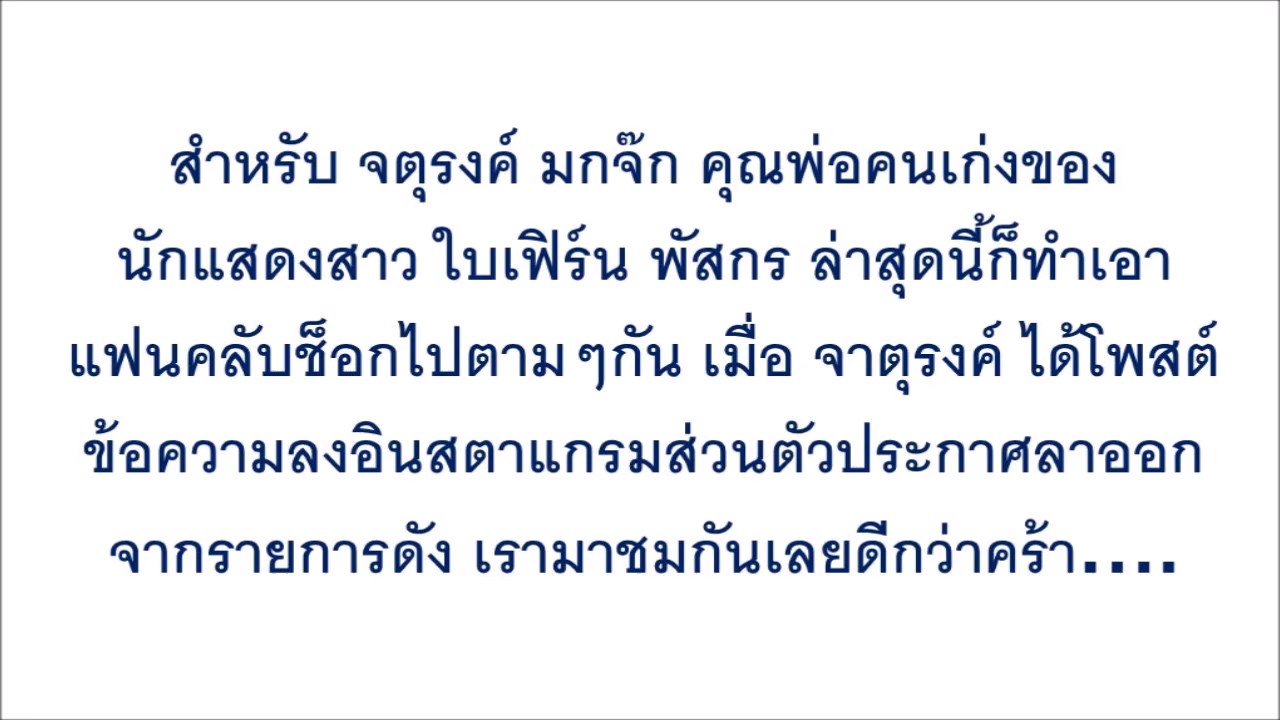 สำหรับ จตุรงค์ มกจ๊ก คุณพ่อคนเก่งของ
นักแสดงสาว ใบเฟิร์น พัสกร ล่าสุดนี้ก็ทำเอา
แฟนคลับช็อกไปตามๆกัน เมื่อ จาตุรงค์ ได้โพสต์
ข้อความลงอินสตาแกรมส่วนตัวประกาศลาออก
จากรายการดัง เรามาชมกันเลยดีกว่าคร้า....